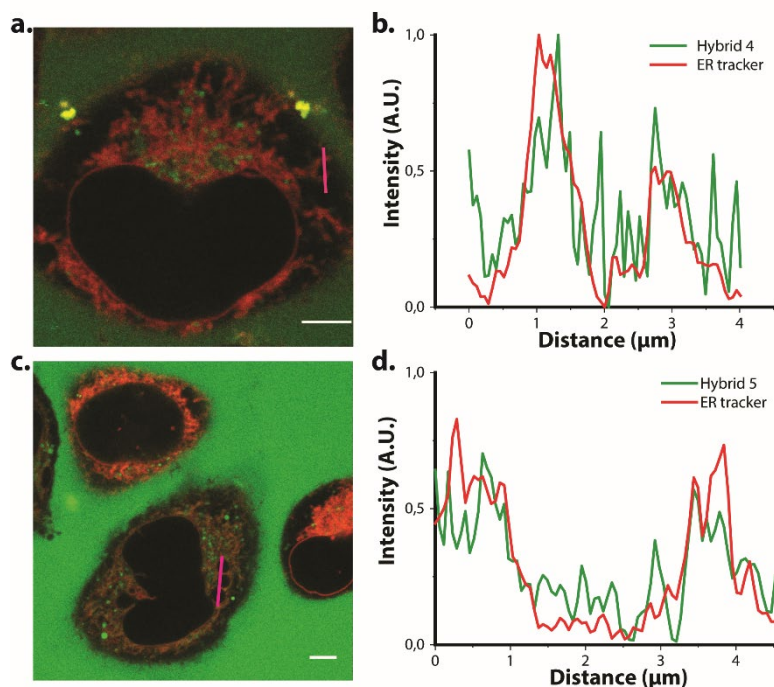 a.
b.
1,0
0,5
0,0
Intensity (A.U.)
Hybrid 4
ER tracker
0
1
2
3
4
Distance (µm)
c.
d.
1,0
0,5
0,0
Intensity (A.U.)
Hybrid 5
ER tracker
0
1
2
3
4
Distance (µm)